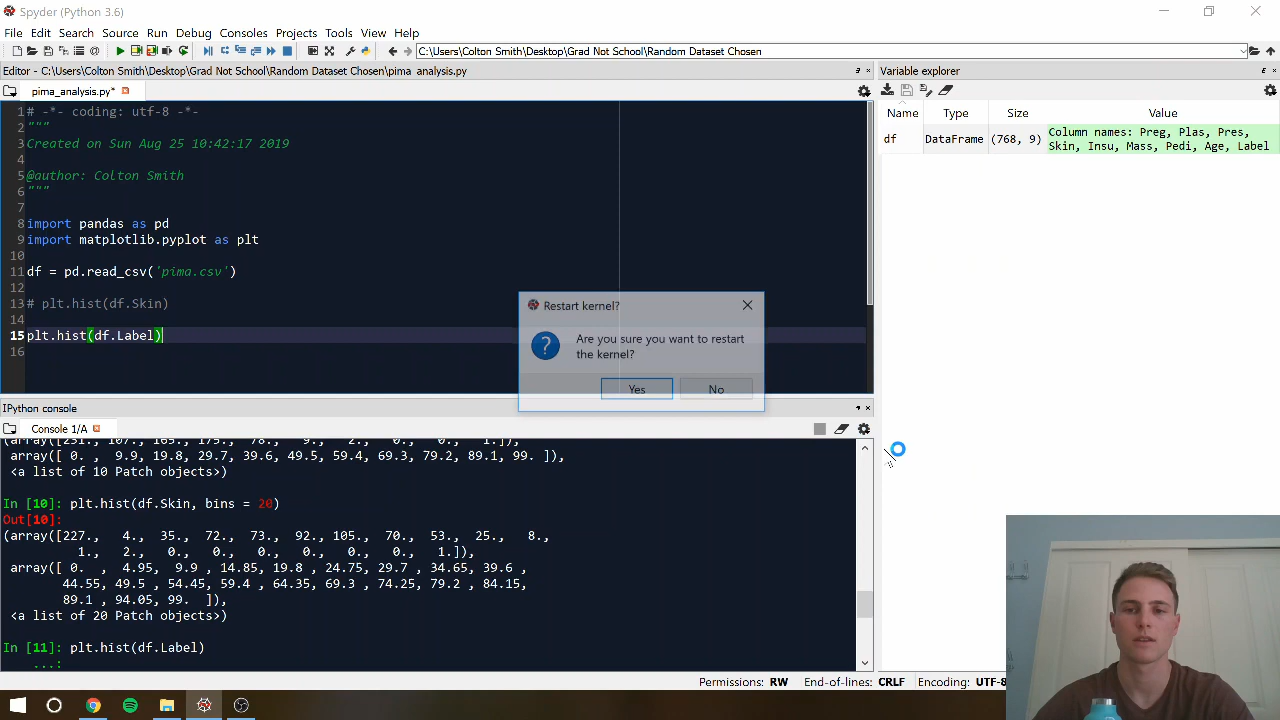 Spyder (Python 3.6)
File Edit Search Source Run Debug Consoles Projects Tools View Help
C:\Users\Colton Smith\Desktop\Grad Not School\Random Dataset Chosen
Editor - C:\Users\Colton Smith\Desktop\Grad Not School\Random Dataset Chosen\pima_analysis.py
pima_analysis.py*
1 # -*- coding: utf-8 -*-
2 """
3 Created on Sun Aug 25 10:42:17 2019
4
5 @author: Colton Smith
6 """
7
8 import pandas as pd
9 import matplotlib.pyplot as plt
10
11 df = pd.read_csv('pima.csv')
12
13 # plt.hist(df.Skin)
14
15 plt.hist(df.Label)
16
Restart kernel?
Are you sure you want to restart
the kernel?
Yes No
Variable explorer
Name Type Size Value
df DataFrame (768, 9) Column names: Preg, Plas, Pres,
Skin, Insu, Mass, Pedi, Age, Label
IPython console
Console 1/A
(array([231., 107., 165., 175., 78., 9., 2., 0., 0., 1.]),
array([ 0. , 9.9, 19.8, 29.7, 39.6, 49.5, 59.4, 69.3, 79.2, 89.1, 99. ]),
<a list of 10 Patch objects>)
In [10]: plt.hist(df.Skin, bins = 20)
Out[10]:
(array([227., 4., 35., 72., 73., 92., 105., 70., 53., 25., 8.,
1., 2., 0., 0., 0., 0., 0., 0., 1.]),
array([ 0. , 4.95, 9.9 , 14.85, 19.8 , 24.75, 29.7 , 34.65, 39.6 ,
44.55, 49.5 , 54.45, 59.4 , 64.35, 69.3 , 74.25, 79.2 , 84.15,
89.1 , 94.05, 99. ]),
<a list of 20 Patch objects>)
In [11]: plt.hist(df.Label)
...:
Permissions: RW End-of-lines: CRLF Encoding: UTF-8